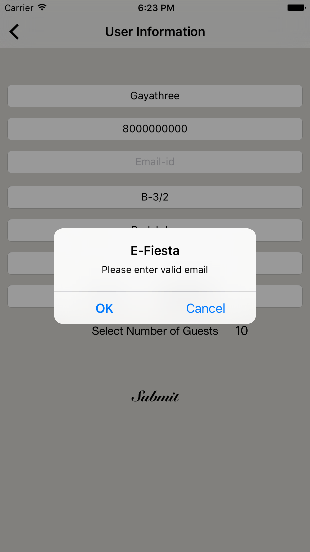 Carrier 6:23 PM
User Information
Gayathree
8000000000
Email-id
B-3/2
E-Fiesta
Please enter valid email
OK Cancel
Select Number of Guests 10
Submit